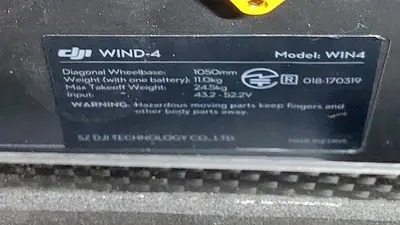 dji WIND-4 Model: WIN4
Diagonal Wheelbase: 1050mm
Weight (with one battery): 11.0kg
Max Takeoff Weight: 24.5kg R 018-170319
Input: 43.2 - 52.2V
WARNING: Hazardous moving parts keep fingers and
other body parts away.
SZ DJI TECHNOLOGY CO., LTD.